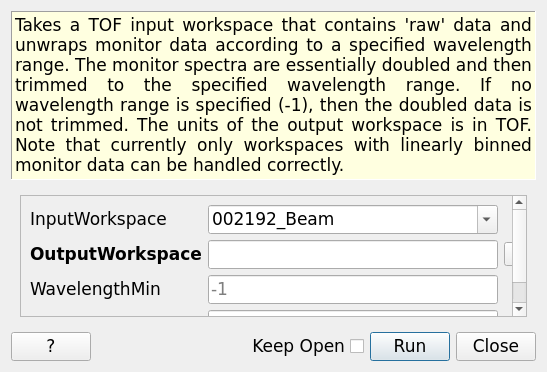 Takes a TOF input workspace that contains 'raw' data and
unwraps monitor data according to a specified wavelength
range. The monitor spectra are essentially doubled and then
trimmed to the specified wavelength range. If no
wavelength range is specified (-1), then the doubled data is
not trimmed. The units of the output workspace is in TOF.
Note that currently only workspaces with linearly binned
monitor data can be handled correctly.
InputWorkspace 002192_Beam
OutputWorkspace
WavelengthMin -1
? Keep Open Run Close